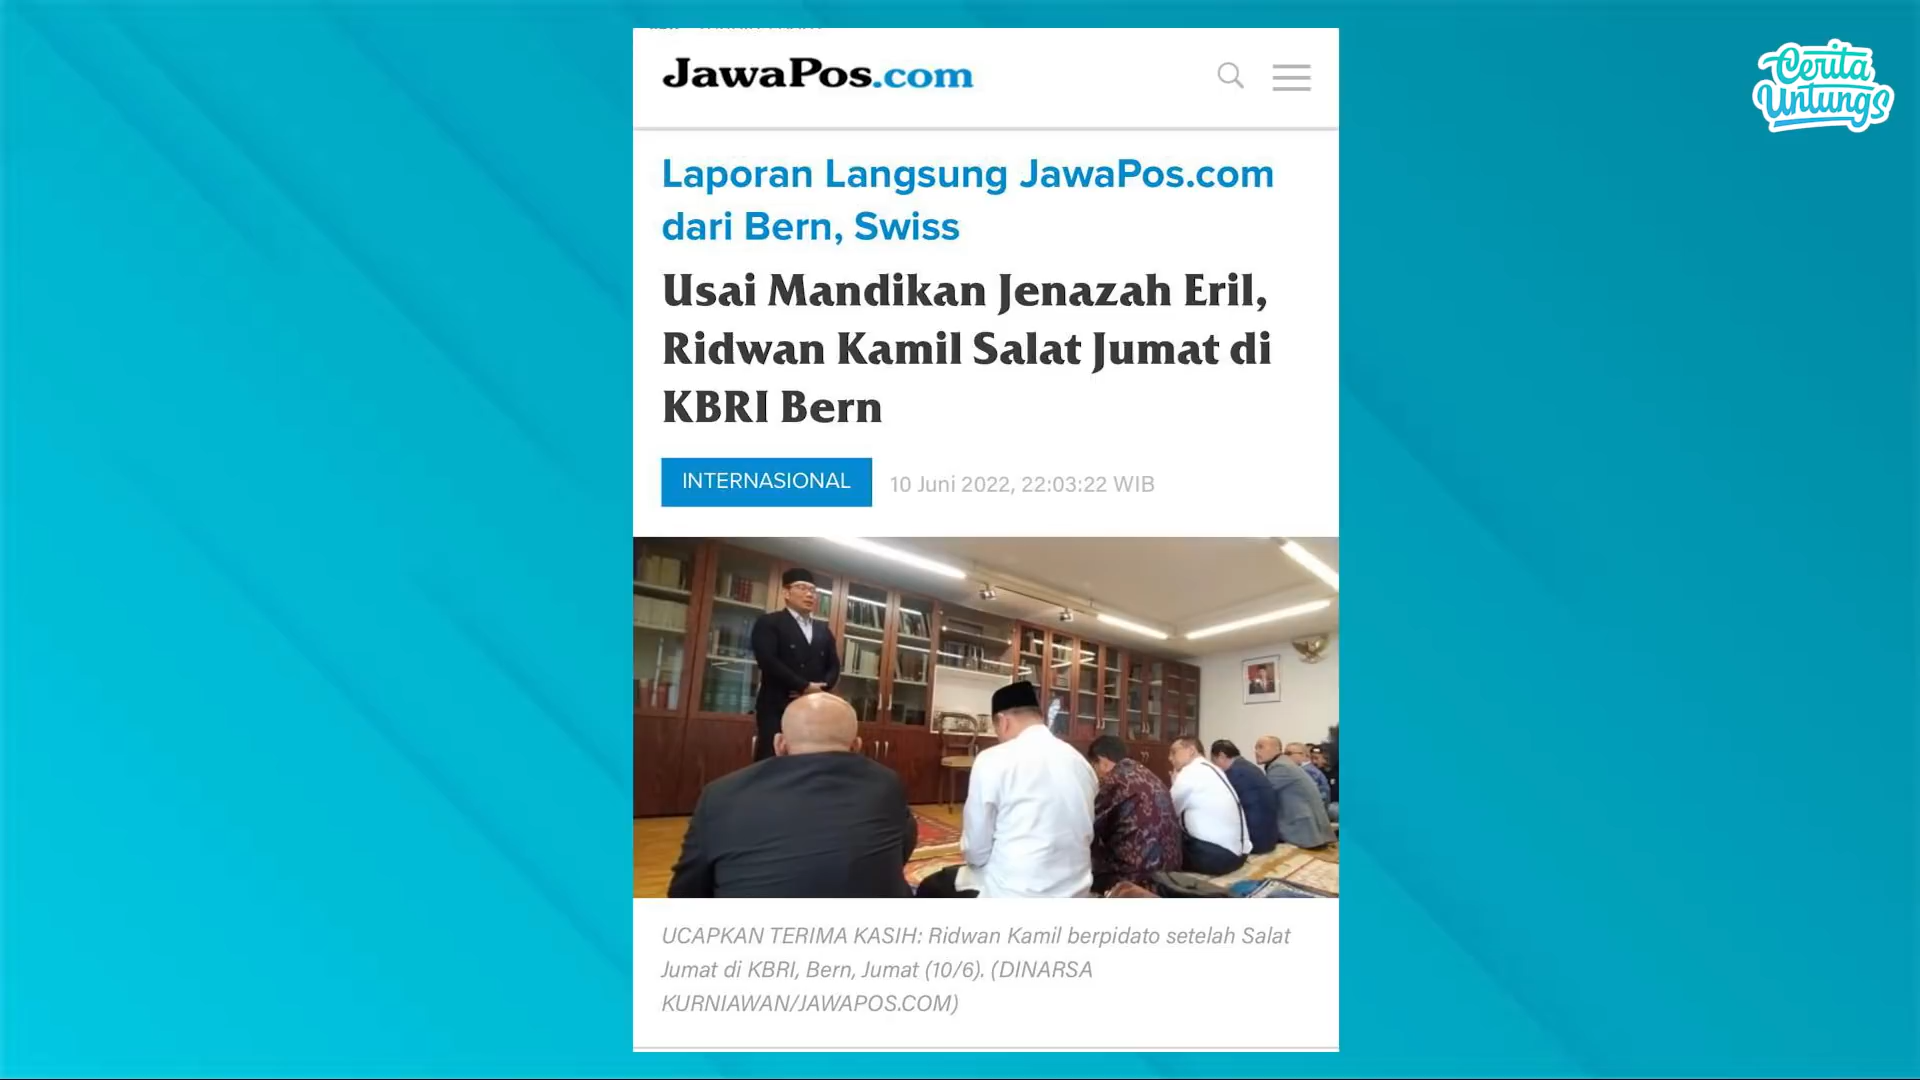 JawaPos.com
Cerita
Untungs
Laporan Langsung JawaPos.com
dari Bern, Swiss
Usai Mandikan Jenazah Eril,
Ridwan Kamil Salat Jumat di
KBRI Bern
INTERNASIONAL
10 Juni 2022, 22:03:22 WIB
UCAPKAN TERIMA KASIH: Ridwan Kamil berpidato setelah Salat
Jumat di KBRI, Bern, Jumat (10/6). (DINARSA
KURNIAWAN/JAWAPOS.COM)